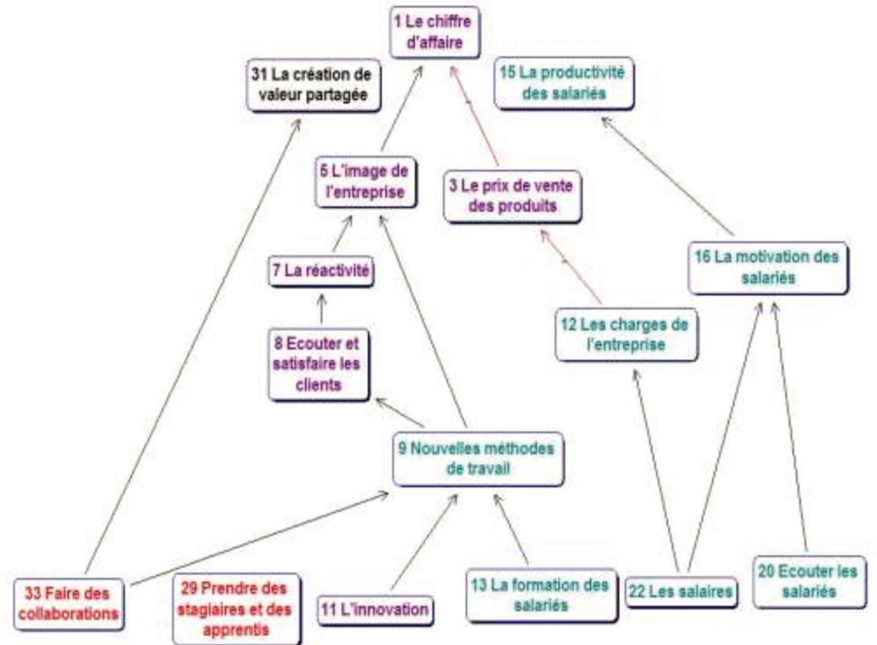 1 Le chiffre
d'affaire
31 La création de
valeur partagée
15 La productivité
des salariés
5 L'image de
l'entreprise
3 Le prix de vente
des produits
7 La réactivité
16 La motivation des
salariés
8 Ecouter et
satisfaire les
clients
12 Les charges de
l'entreprise
9 Nouvelles méthodes
de travail
33 Faire des
collaborations
29 Prendre des
stagiaires et des
apprentis
11 L'innovation
13 La formation des
salariés
22 Les salaires
20 Ecouter les
salariés